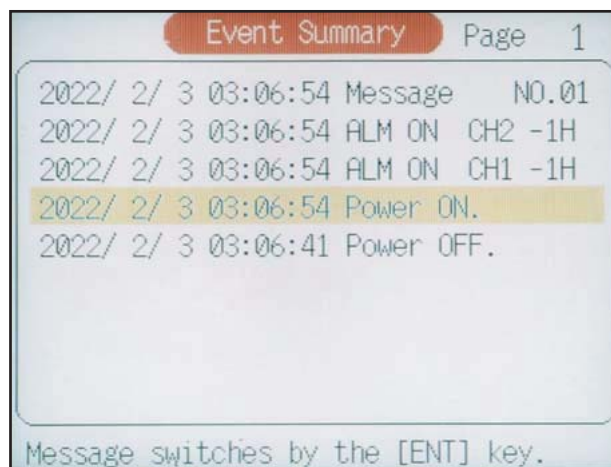 Event Summary Page 1
2022/ 2/ 3 03:06:54 Message NO.01
2022/ 2/ 3 03:06:54 ALM ON CH2 -1H
2022/ 2/ 3 03:06:54 ALM ON CH1 -1H
2022/ 2/ 3 03:06:54 Power ON.
2022/ 2/ 3 03:06:41 Power OFF.
Message switches by the [ENT] key.